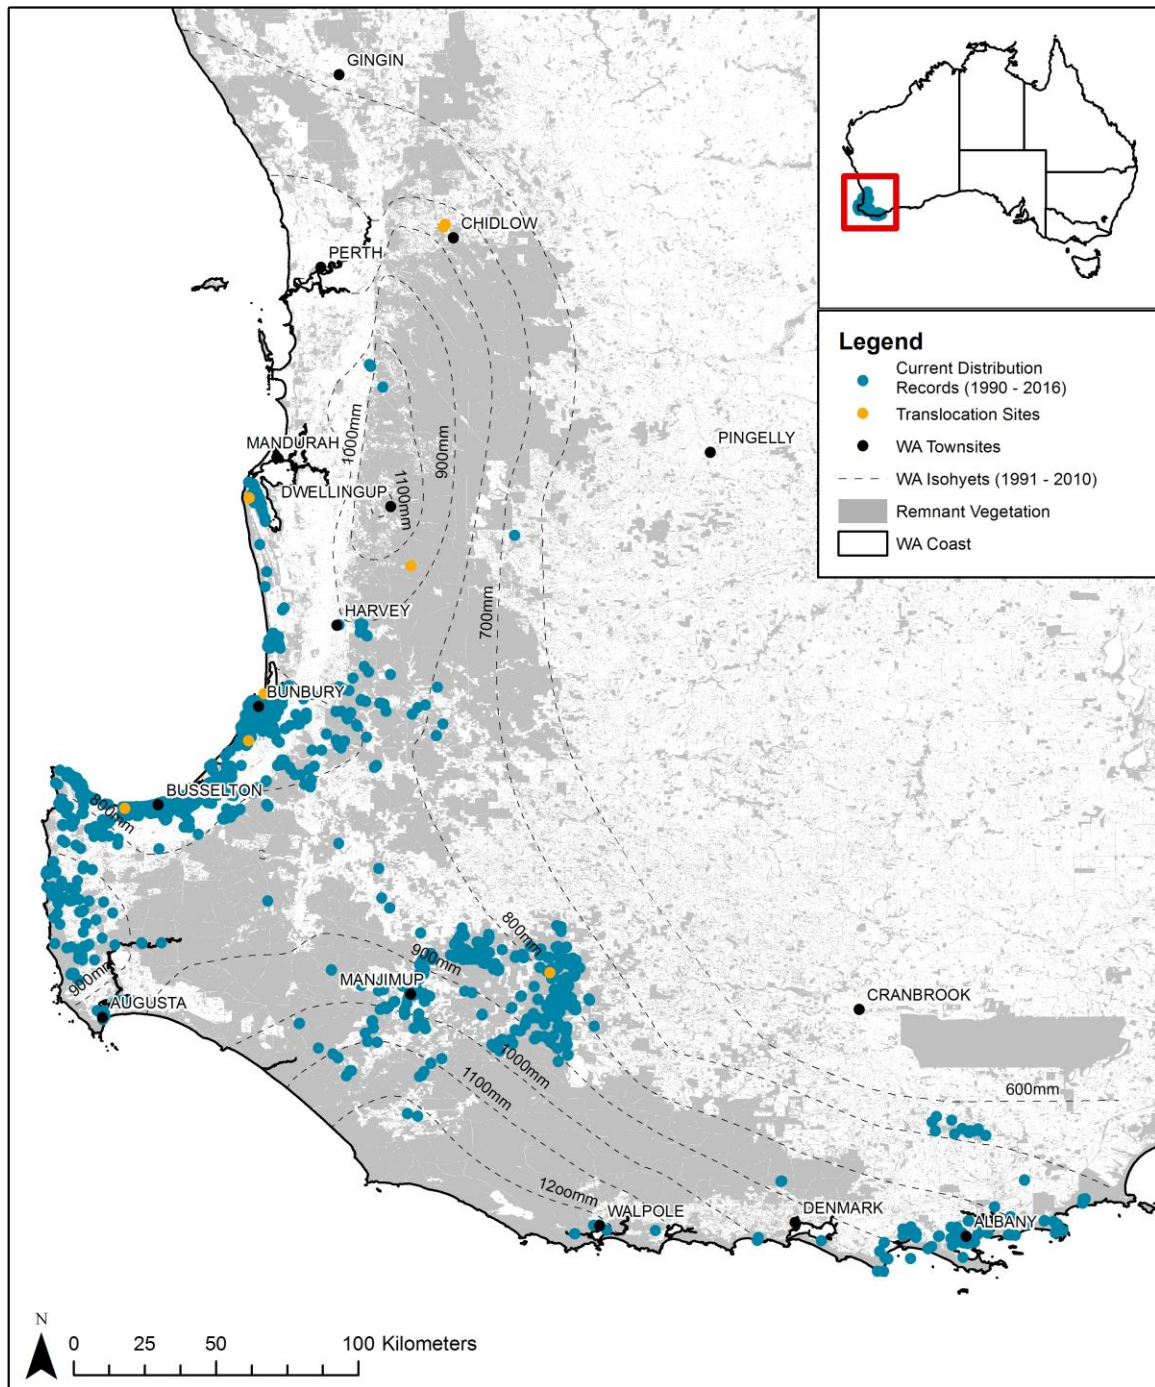 GINGIN
CHIDLOW
PERTH
PINGELLY
1000mm
900mm
MANDURAH
DWELLINGUP
1100mm
HARVEY
700mm
BUNBURY
BUSSELTON
800mm
800mm
900mm
MANJIMUP
900mm
AUGUSTA
CRANBROOK
1000mm
1100mm
600mm
12oomm
WALPOLE
DENMARK
ALBANY
Legend
Current Distribution
Records (1990 - 2016)
Translocation Sites
WA Townsites
WA Isohyets (1991 - 2010)
Remnant Vegetation
WA Coast
N
0 25 50 100 Kilometers